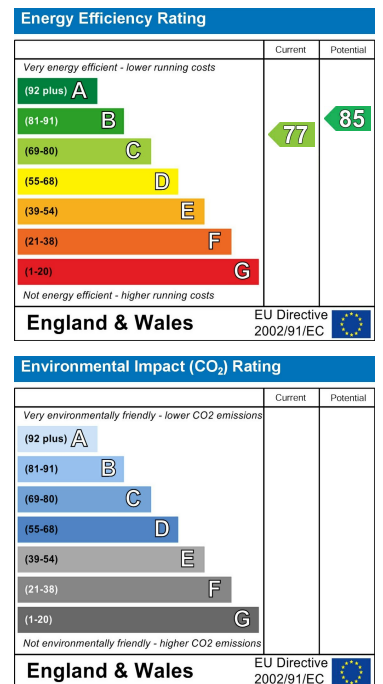 Energy Efficiency Rating
Current Potential
Very energy efficient - lower running costs
(92 plus) A
(81-91) B
(69-80) C
(55-68) D
(39-54) E
(21-38) F
(1-20) G
77
85
Not energy efficient - higher running costs
England & Wales
EU Directive
2002/91/EC
Environmental Impact (CO₂) Rating
Current Potential
Very environmentally friendly - lower CO2 emissions
(92 plus) A
(81-91) B
(69-80) C
(55-68) D
(39-54) E
(21-38) F
(1-20) G
Not environmentally friendly - higher CO2 emissions
England & Wales
EU Directive
2002/91/EC